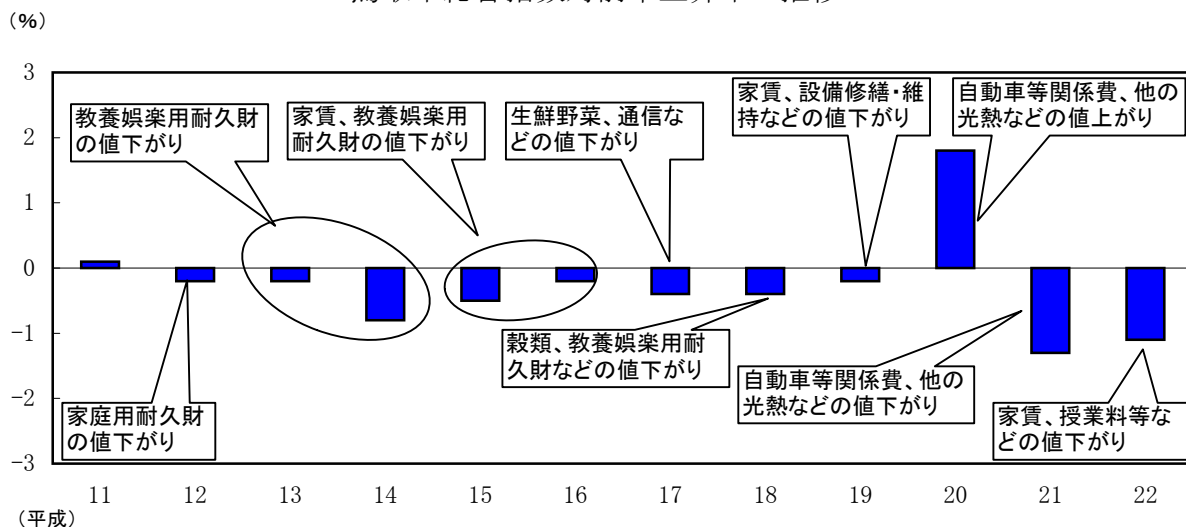 (%)
3
2
1
0
-1
-2
-3
教養娯楽用耐久財
の値下がり
家賃、教養娯楽用
耐久財の値下がり
生鮮野菜、通信な
どの値下がり
家賃、設備修繕・維
持などの値下がり
自動車等関係費、他の
光熱などの値上がり
家庭用耐久財
の値下がり
穀類、教養娯楽用耐
久財などの値下がり
自動車等関係費、他の
光熱などの値下がり
家賃、授業料等な
どの値下がり
11 12 13 14 15 16 17 18 19 20 21 22
(平成)